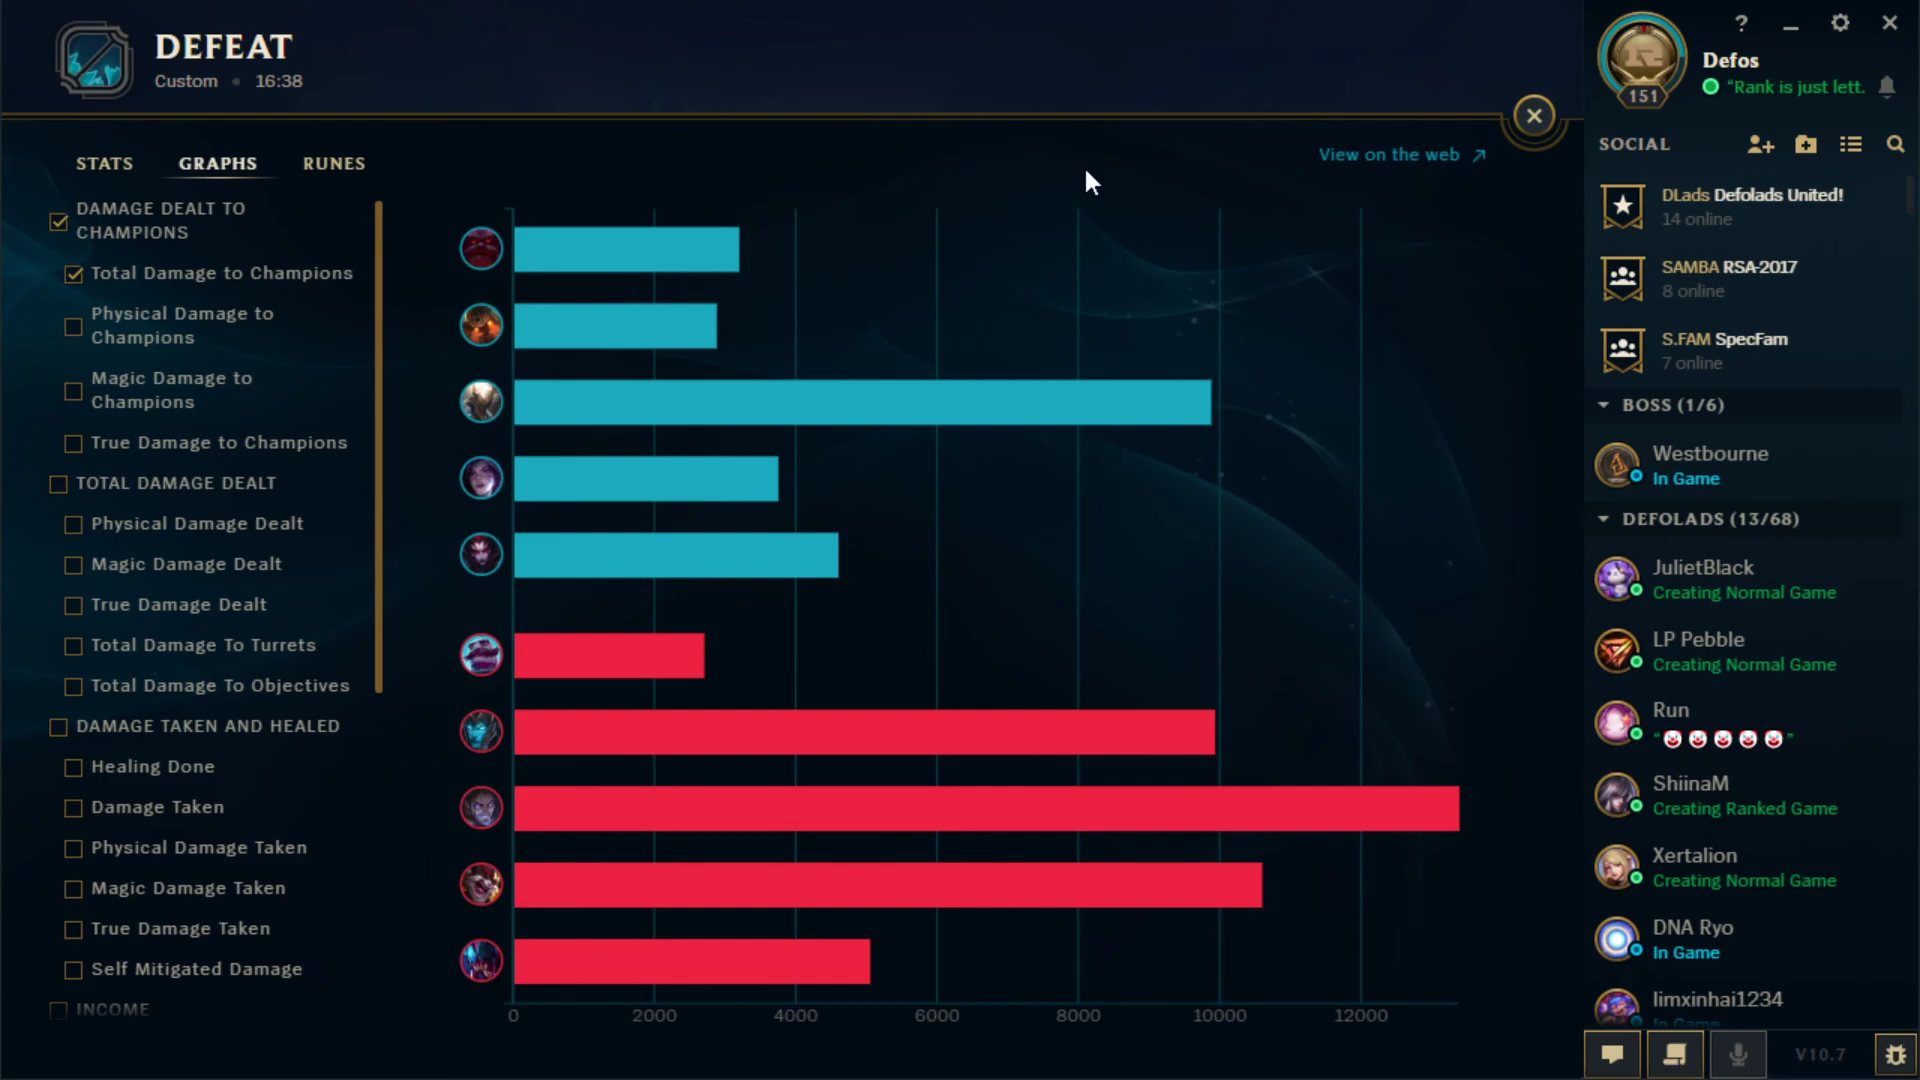 DEFEAT
Custom • 16:38
STATS GRAPHS RUNES
View on the web
DAMAGE DEALT TO
CHAMPIONS
Total Damage to Champions
Physical Damage to
Champions
Magic Damage to
Champions
True Damage to Champions
TOTAL DAMAGE DEALT
Physical Damage Dealt
Magic Damage Dealt
True Damage Dealt
Total Damage To Turrets
Total Damage To Objectives
DAMAGE TAKEN AND HEALED
Healing Done
Damage Taken
Physical Damage Taken
Magic Damage Taken
True Damage Taken
Self Mitigated Damage
INCOME
0 2000 4000 6000 8000 10000 12000
?
151
Defos
“Rank is just lett.
SOCIAL
DLads Defolads United!
14 online
SAMBA RSA-2017
8 online
S.FAM SpecFam
7 online
BOSS (1/6)
Westbourne
In Game
DEFOLADS (13/68)
JulietBlack
Creating Normal Game
LP Pebble
Creating Normal Game
Run
“🤡🤡🤡🤡🤡”
ShiinaM
Creating Ranked Game
Xertalion
Creating Normal Game
DNA Ryo
In Game
limxinhai1234
In Game
V10.7